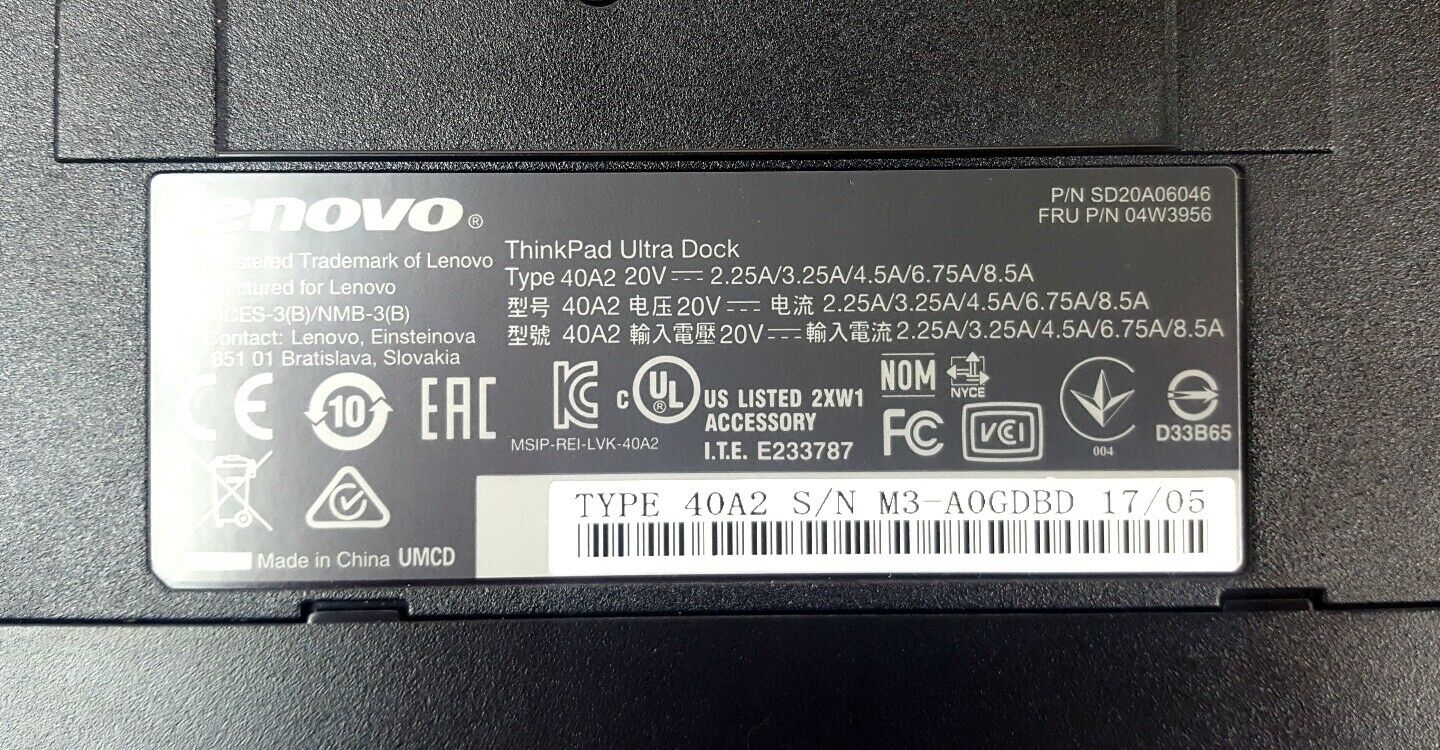 enovo®
P/N SD20A06046
FRU P/N 04W3956
Trademark of Lenovo
for Lenovo
ICES-3(B)/NMB-3(B)
Contact: Lenovo, Einsteinova
851 01 Bratislava, Slovakia
ThinkPad Ultra Dock
Type 40A2 20V⎓2.25A/3.25A/4.5A/6.75A/8.5A
型号 40A2 电压20V⎓电流 2.25A/3.25A/4.5A/6.75A/8.5A
型號 40A2 輸入電壓20V⎓輸入電流2.25A/3.25A/4.5A/6.75A/8.5A
CE
10
EAC
KC
MSIP-REI-LVK-40A2
c UL® US LISTED 2XW1
ACCESSORY
I.T.E. E233787
NOM
NYCE
FC
VCI
004
D33B65
Made in China UMCD
TYPE 40A2 S/N M3-A0GDBD 17/05